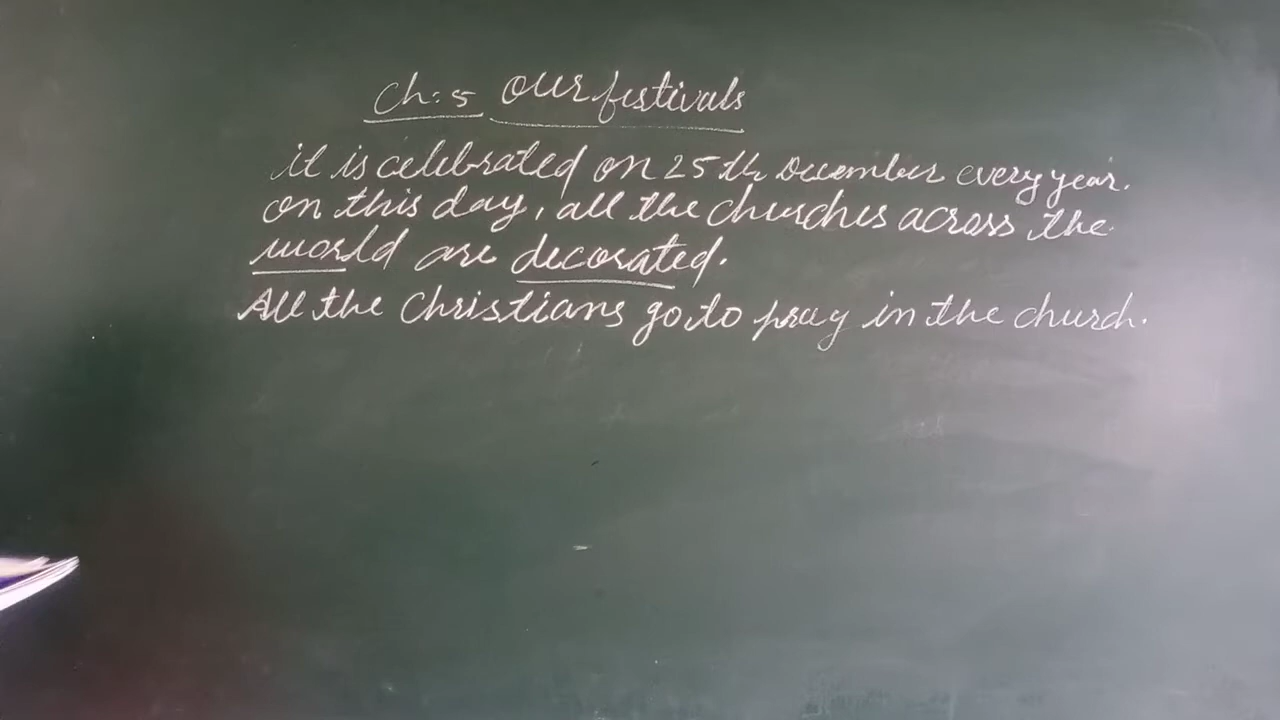 Ch:5 Our festivals
it is celebrated on 25th December every year.
on this day, all the churches across the
world are decorated.
All the Christians go to pray in the church.